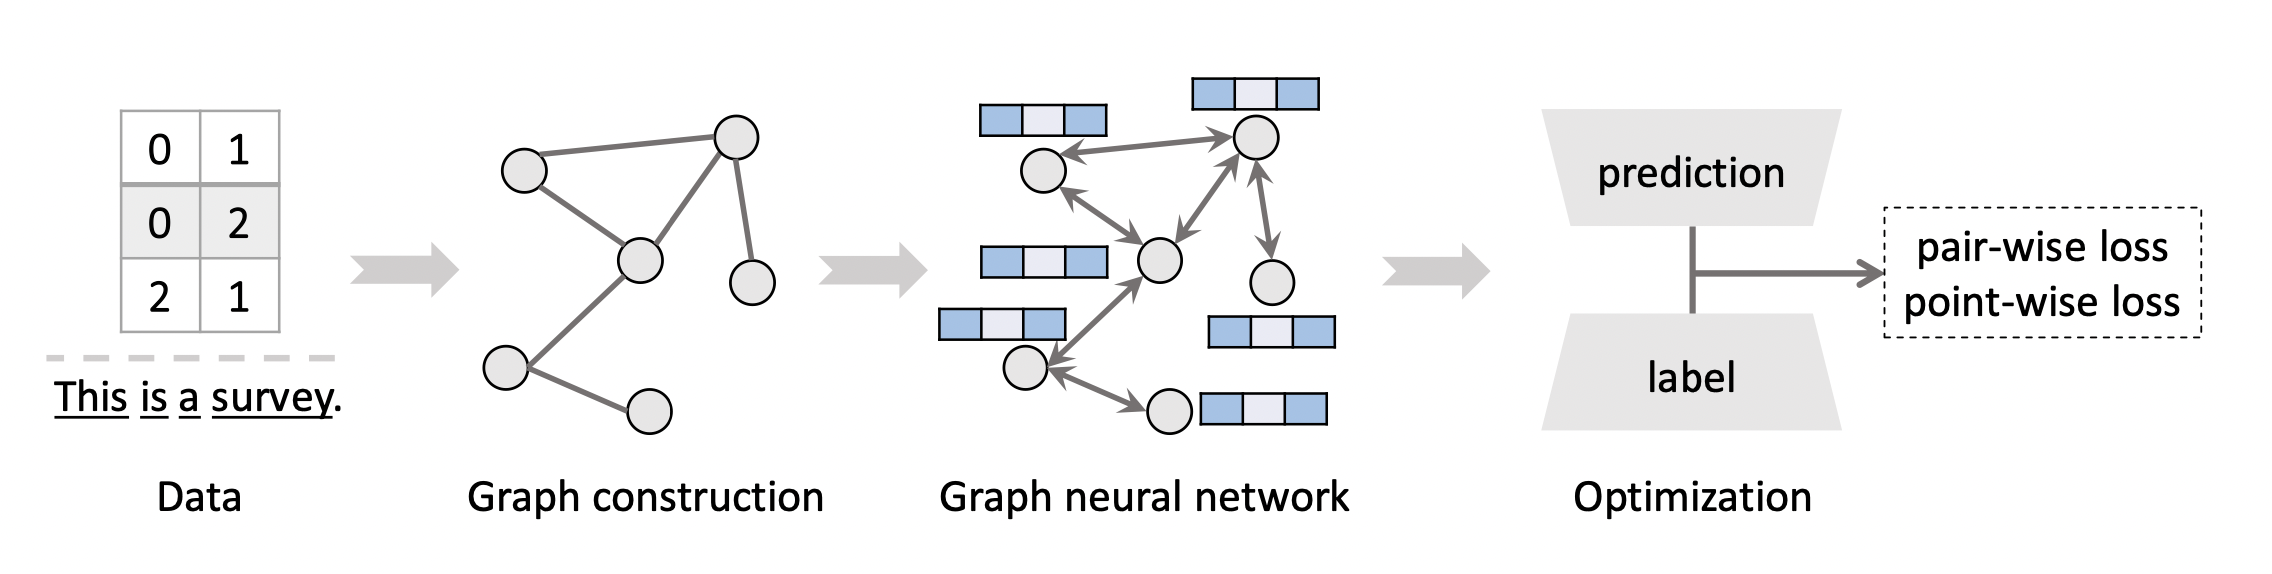 0 1
0 2
2 1
This is a survey.
Data
Graph construction
Graph neural network
prediction
label
pair-wise loss
point-wise loss
Optimization